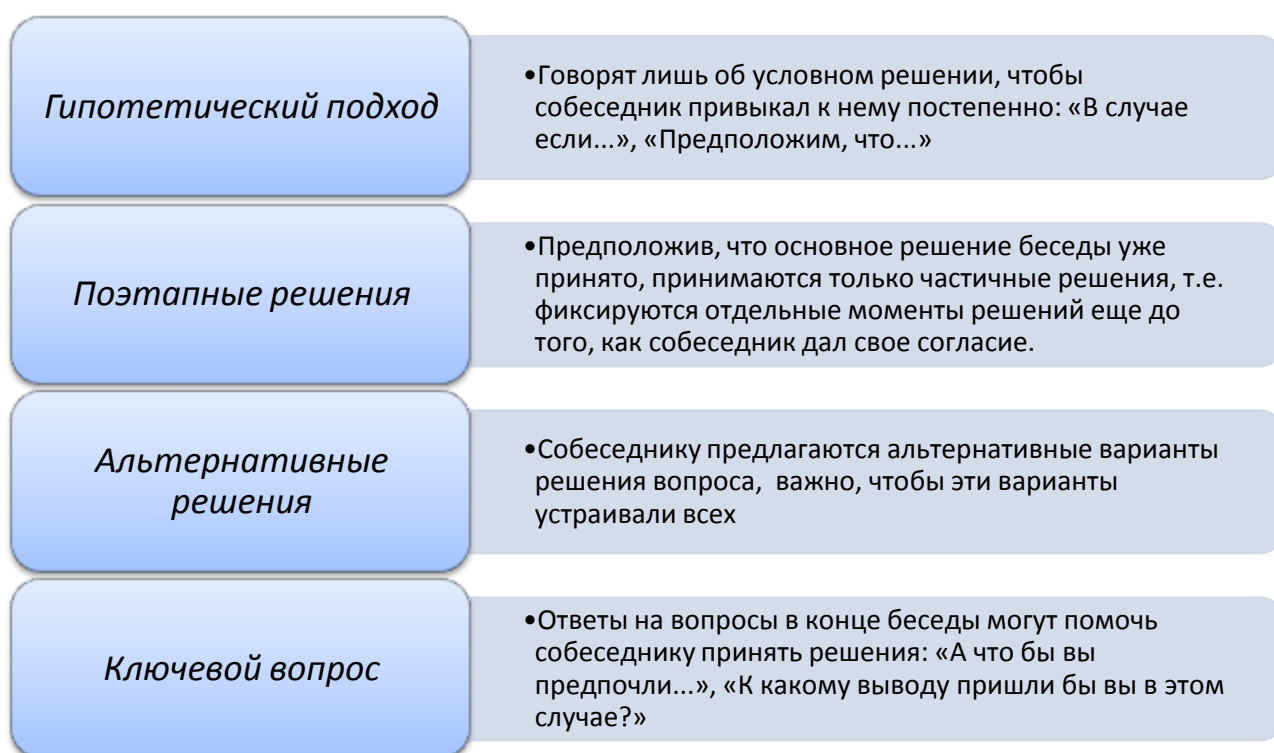 Гипотетический подход
•Говорят лишь об условном решении, чтобы
собеседник привыкал к нему постепенно: «В случае
если...», «Предположим, что...»
Поэтапные решения
•Предположив, что основное решение беседы уже
принято, принимаются только частичные решения, т.е.
фиксируются отдельные моменты решений еще до
того, как собеседник дал свое согласие.
Альтернативные
решения
•Собеседнику предлагаются альтернативные варианты
решения вопроса,  важно, чтобы эти варианты
устраивали всех
Ключевой вопрос
•Ответы на вопросы в конце беседы могут помочь
собеседнику принять решения: «А что бы вы
предпочли...», «К какому выводу пришли бы вы в этом
случае?»